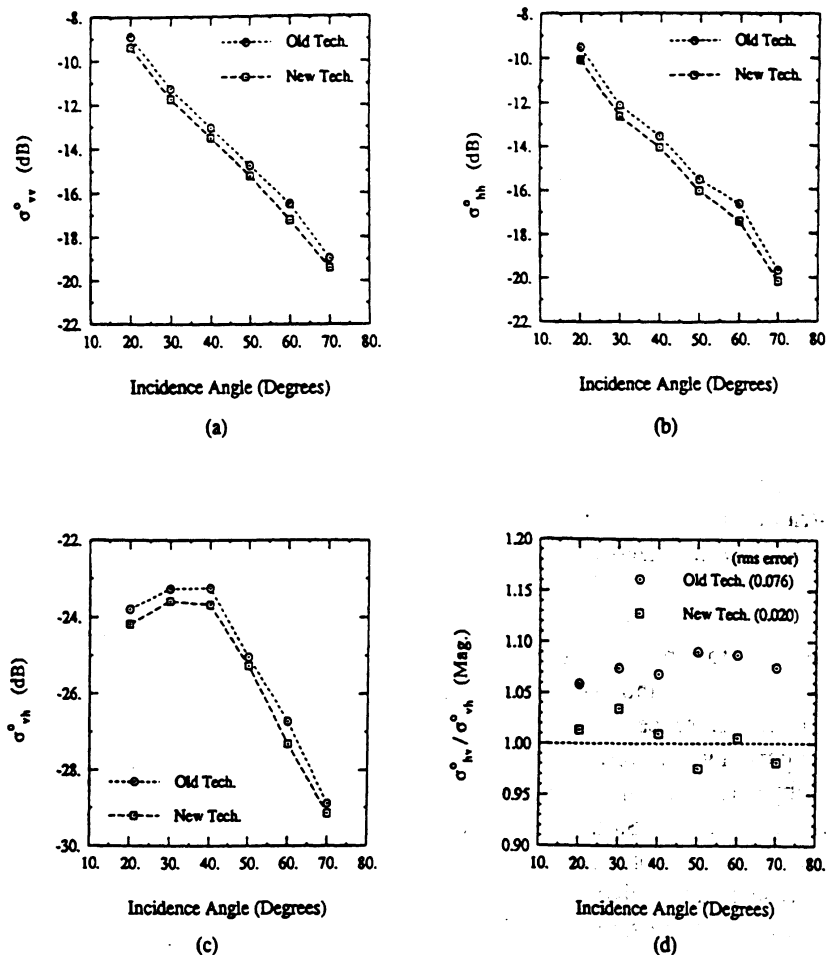 -8.
-10.
-12.
-14.
-16.
-18.
-20.
-22.
σ°vv (dB)
Old Tech.
New Tech.
10. 20. 30. 40. 50. 60. 70. 80.
Incidence Angle (Degrees)
(a)
-8.
-10.
-12.
-14.
-16.
-18.
-20.
-22.
σ°hh (dB)
Old Tech.
New Tech.
10. 20. 30. 40. 50. 60. 70. 80.
Incidence Angle (Degrees)
(b)
-22.
-24.
-26.
-28.
-30.
σ°vh (dB)
Old Tech.
New Tech.
10. 20. 30. 40. 50. 60. 70. 80.
Incidence Angle (Degrees)
(c)
1.20
1.15
1.10
1.05
1.00
0.95
0.90
σ°hv / σ°vh (Mag.)
(rms error)
Old Tech. (0.076)
New Tech. (0.020)
10. 20. 30. 40. 50. 60. 70. 80.
Incidence Angle (Degrees)
(d)